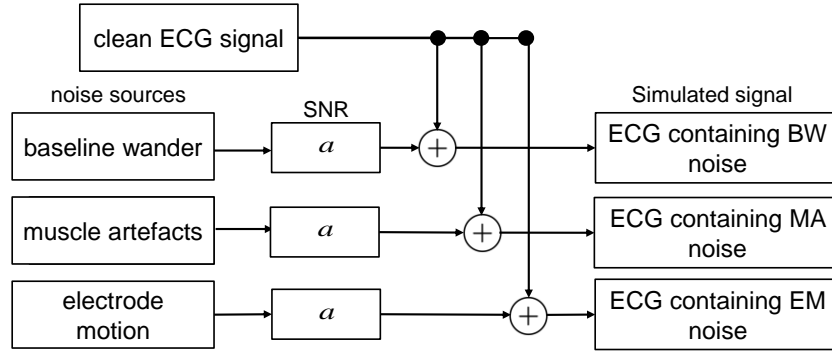 clean ECG signal
noise sources
SNR
Simulated signal
baseline wander
a
+
ECG containing BW
noise
muscle artefacts
a
+
ECG containing MA
noise
electrode
motion
a
+
ECG containing EM
noise